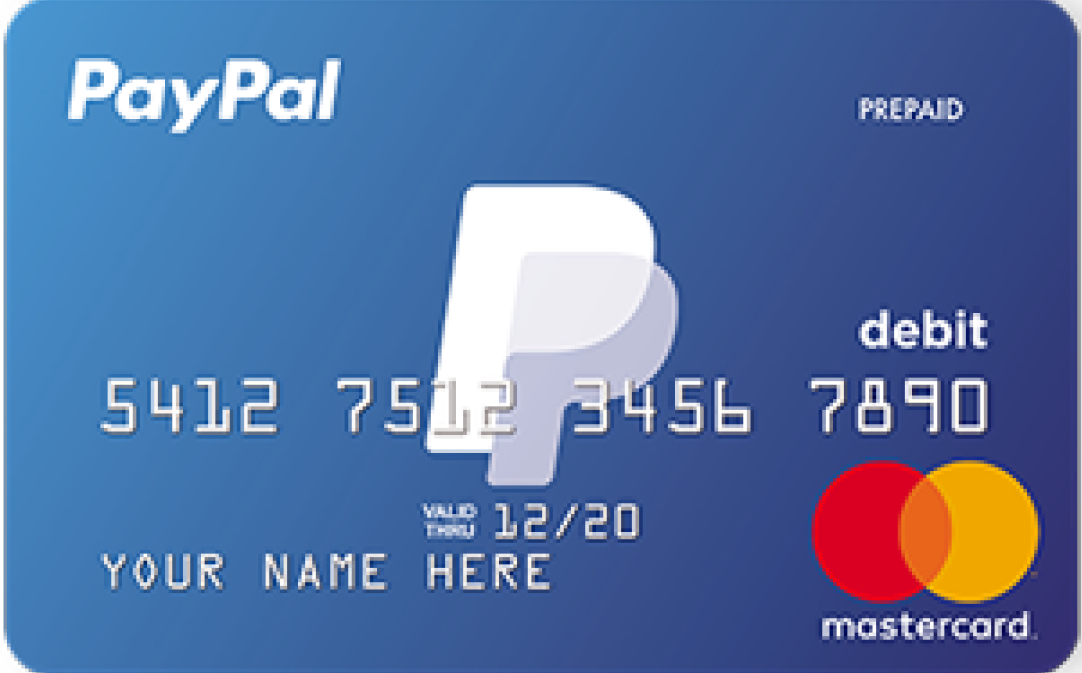 PayPal
PREPAID
debit
5412 7512 3456 7890
VALID
THRU 12/20
YOUR NAME HERE
mastercard.